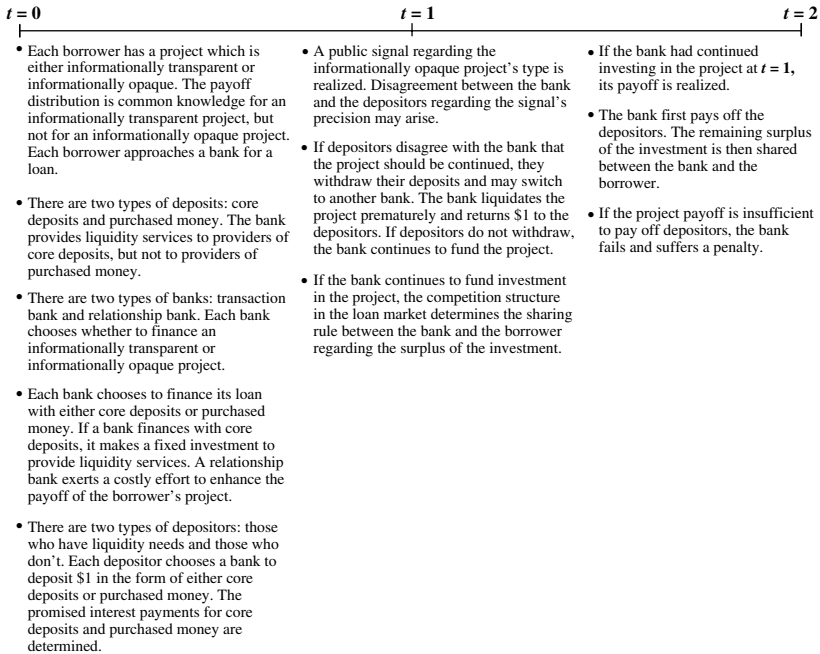 t = 0
t = 1
t = 2
• Each borrower has a project which is
either informationally transparent or
informationally opaque. The payoff
distribution is common knowledge for an
informationally transparent project, but
not for an informationally opaque project.
Each borrower approaches a bank for a
loan.
• There are two types of deposits: core
deposits and purchased money. The bank
provides liquidity services to providers of
core deposits, but not to providers of
purchased money.
• There are two types of banks: transaction
bank and relationship bank. Each bank
chooses whether to finance an
informationally transparent or
informationally opaque project.
• Each bank chooses to finance its loan
with either core deposits or purchased
money. If a bank finances with core
deposits, it makes a fixed investment to
provide liquidity services. A relationship
bank exerts a costly effort to enhance the
payoff of the borrower's project.
• There are two types of depositors: those
who have liquidity needs and those who
don't. Each depositor chooses a bank to
deposit $1 in the form of either core
deposits or purchased money. The
promised interest payments for core
deposits and purchased money are
determined.
• A public signal regarding the
informationally opaque project's type is
realized. Disagreement between the bank
and the depositors regarding the signal's
precision may arise.
• If depositors disagree with the bank that
the project should be continued, they
withdraw their deposits and may switch
to another bank. The bank liquidates the
project prematurely and returns $1 to the
depositors. If depositors do not withdraw,
the bank continues to fund the project.
• If the bank continues to fund investment
in the project, the competition structure
in the loan market determines the sharing
rule between the bank and the borrower
regarding the surplus of the investment.
• If the bank had continued
investing in the project at t = 1,
its payoff is realized.
• The bank first pays off the
depositors. The remaining surplus
of the investment is then shared
between the bank and the
borrower.
• If the project payoff is insufficient
to pay off depositors, the bank
fails and suffers a penalty.